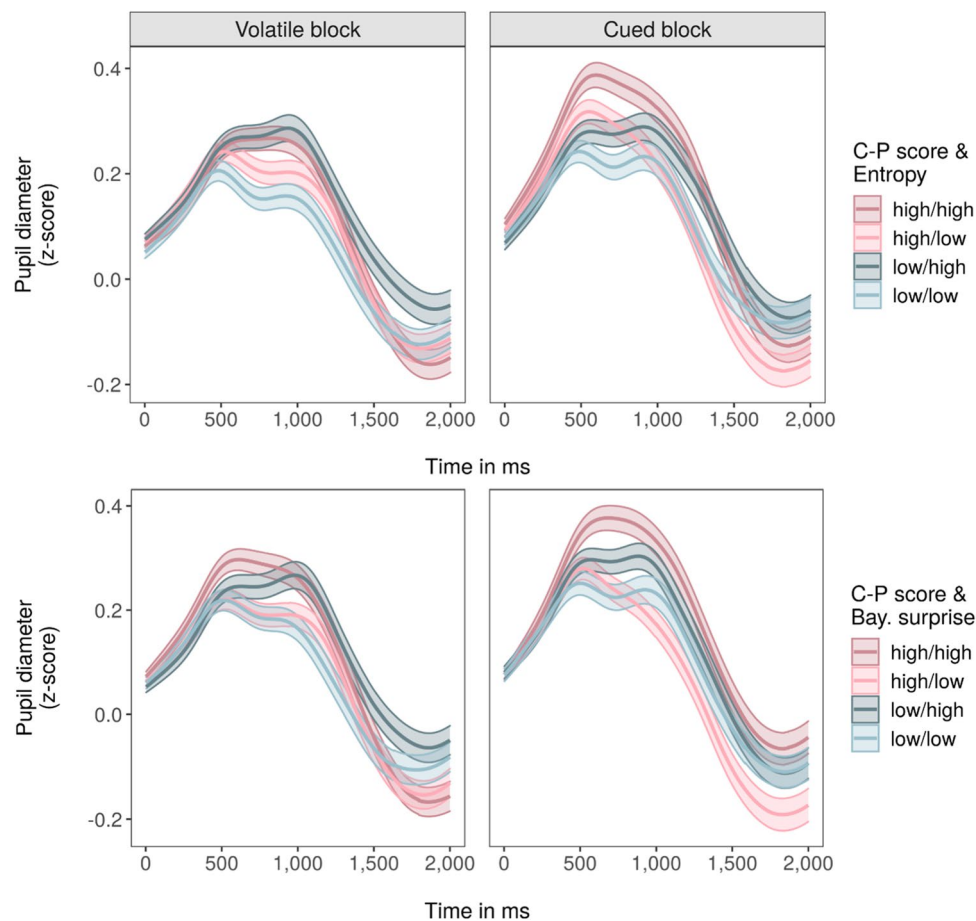 Volatile block
Cued block
Pupil diameter
(z-score)
0.4
0.2
0.0
-0.2
0
500
1,000
1,500
2,000
0
500
1,000
1,500
2,000
Time in ms
C-P score &
Entropy
high/high
high/low
low/high
low/low
Pupil diameter
(z-score)
0.4
0.2
0.0
-0.2
0
500
1,000
1,500
2,000
0
500
1,000
1,500
2,000
Time in ms
C-P score &
Bay. surprise
high/high
high/low
low/high
low/low